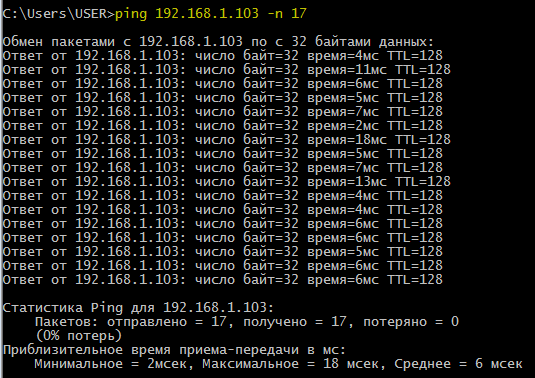 C:\Users\USER>ping 192.168.1.103 -n 17
Обмен пакетами с 192.168.1.103 по с 32 байтами данных:
Ответ от 192.168.1.103: число байт=32 время=4мс TTL=128
Ответ от 192.168.1.103: число байт=32 время=11мс TTL=128
Ответ от 192.168.1.103: число байт=32 время=6мс TTL=128
Ответ от 192.168.1.103: число байт=32 время=5мс TTL=128
Ответ от 192.168.1.103: число байт=32 время=7мс TTL=128
Ответ от 192.168.1.103: число байт=32 время=2мс TTL=128
Ответ от 192.168.1.103: число байт=32 время=18мс TTL=128
Ответ от 192.168.1.103: число байт=32 время=5мс TTL=128
Ответ от 192.168.1.103: число байт=32 время=7мс TTL=128
Ответ от 192.168.1.103: число байт=32 время=13мс TTL=128
Ответ от 192.168.1.103: число байт=32 время=4мс TTL=128
Ответ от 192.168.1.103: число байт=32 время=4мс TTL=128
Ответ от 192.168.1.103: число байт=32 время=6мс TTL=128
Ответ от 192.168.1.103: число байт=32 время=6мс TTL=128
Ответ от 192.168.1.103: число байт=32 время=5мс TTL=128
Ответ от 192.168.1.103: число байт=32 время=6мс TTL=128
Ответ от 192.168.1.103: число байт=32 время=6мс TTL=128
Статистика Ping для 192.168.1.103:
Пакетов: отправлено = 17, получено = 17, потеряно = 0
(0% потерь)
Приблизительное время приема-передачи в мс:
Минимальное = 2мсек, Максимальное = 18 мсек, Среднее = 6 мсек